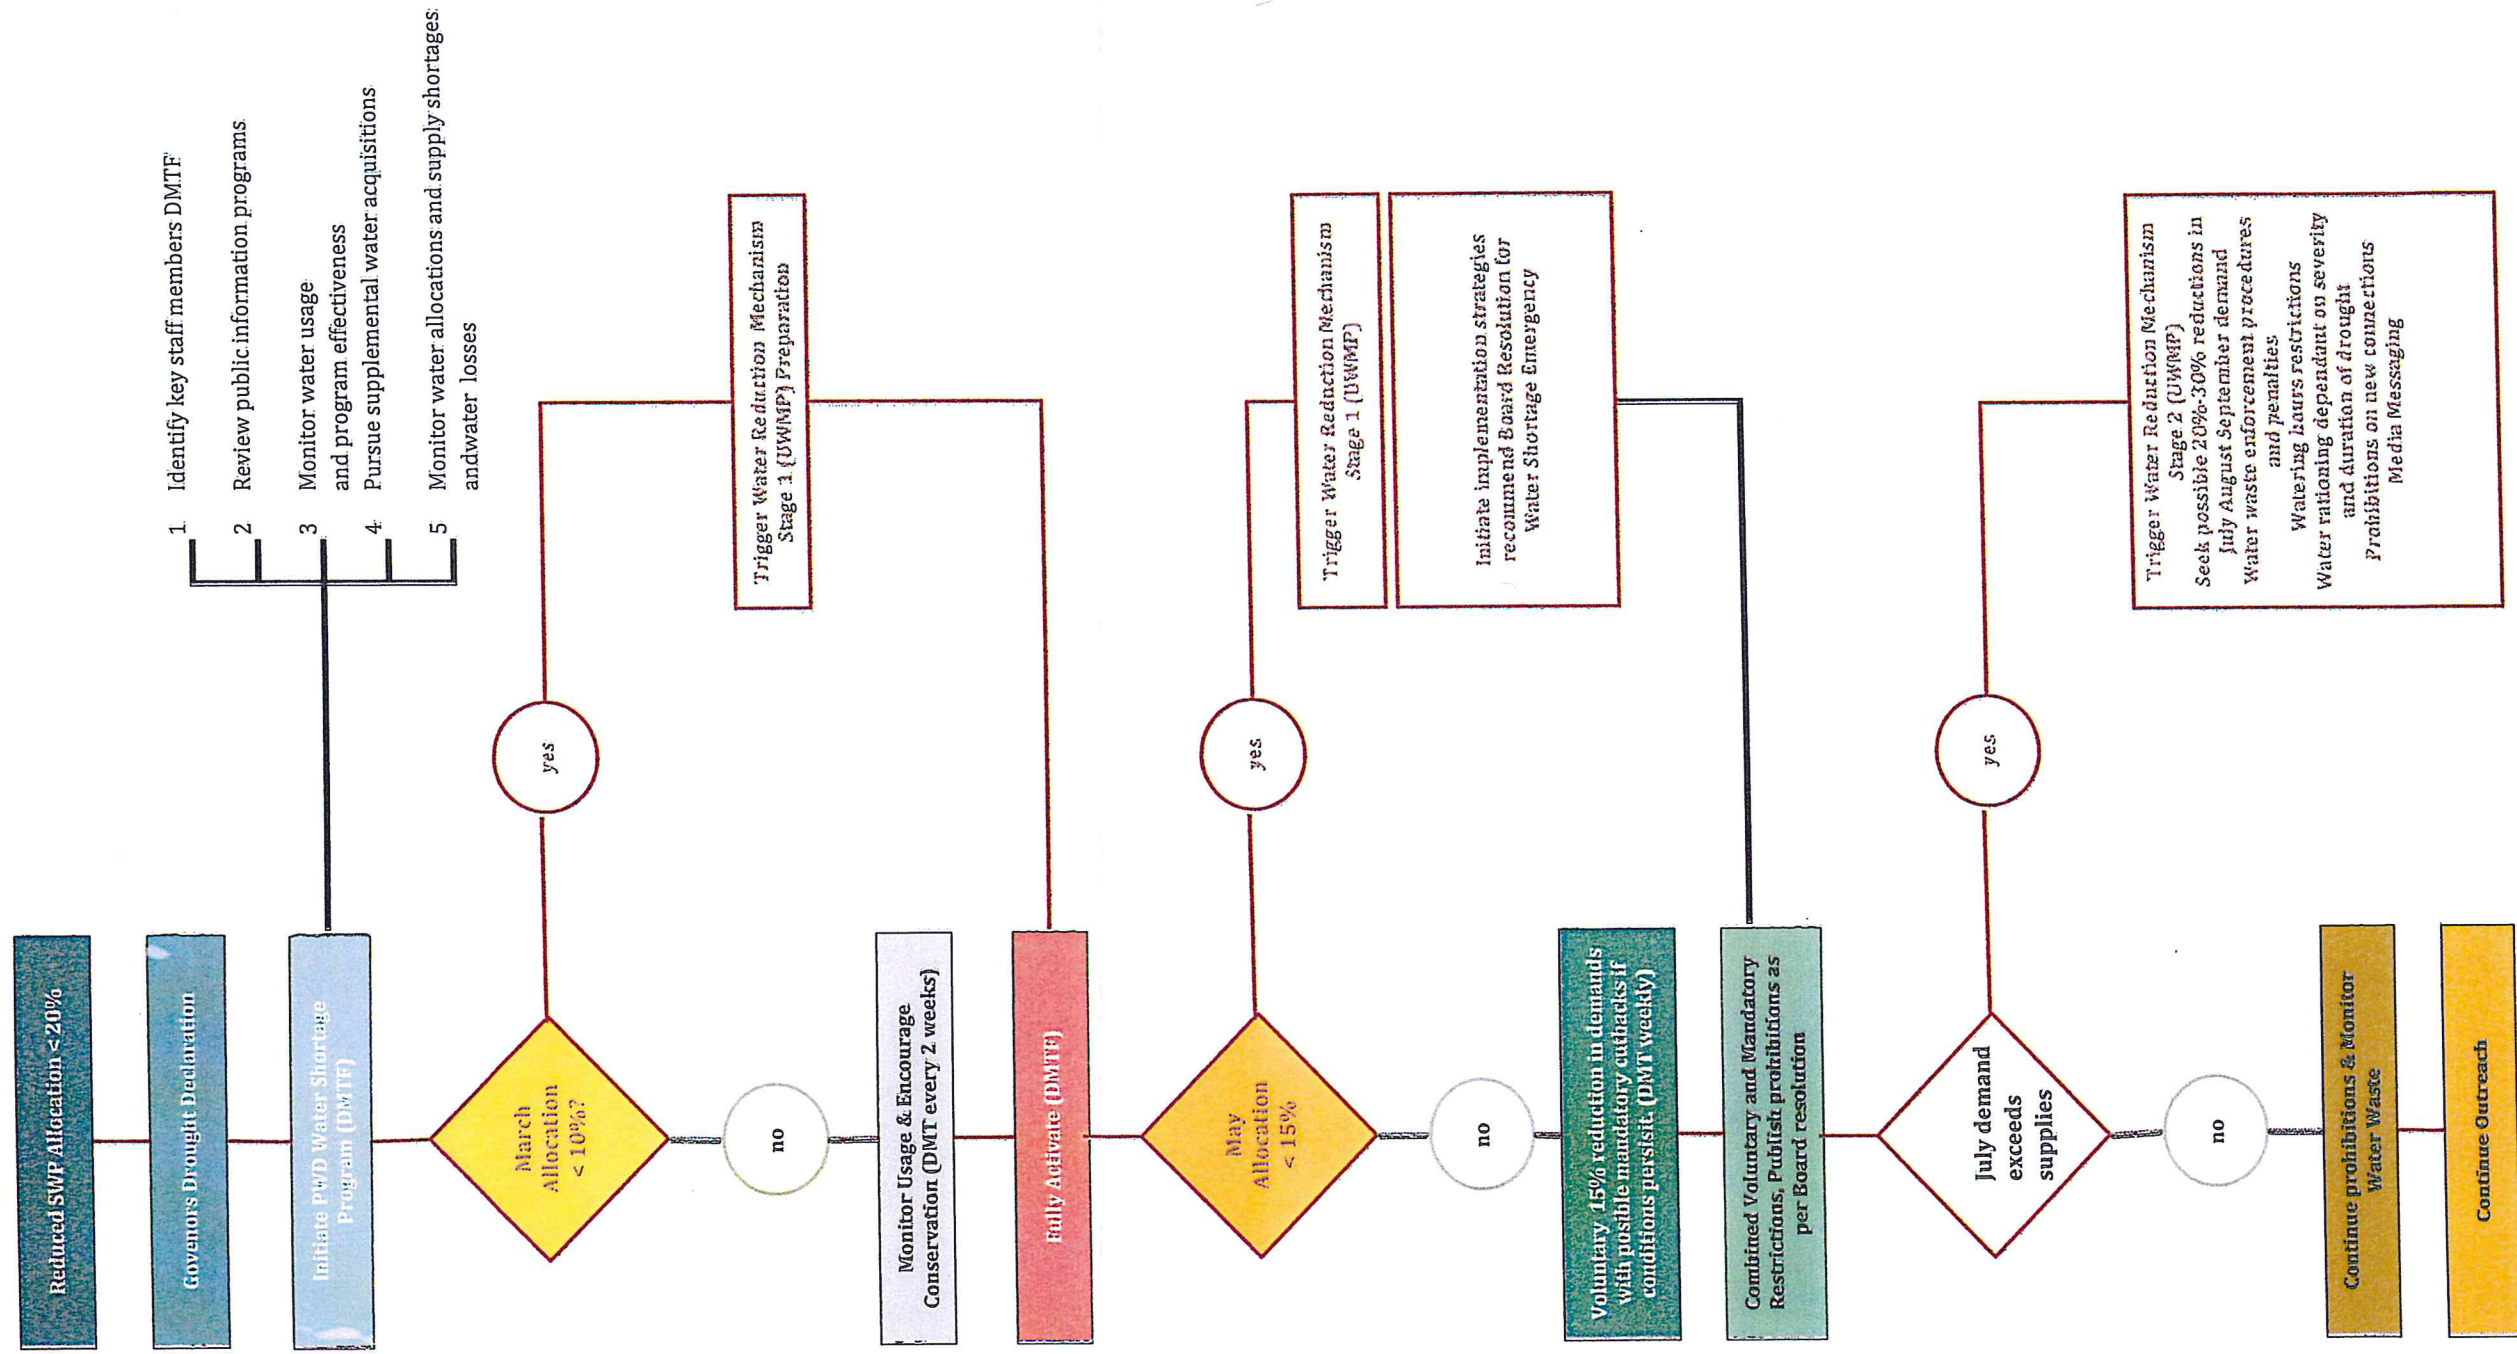 Reduced SWP Allocation <20%
Govenors Drought Declaration
Initiate PWD Water Shortage
Program (DMTF)
1 Identify key staff members DMTF
2 Review public information programs
3 Monitor water usage
and program effectiveness
4 Pursue supplemental water acquisitions
5 Monitor water allocations and supply shortages
andwater losses
March
Allocation
< 10%?
yes
Trigger Water Reduction Mechanism
Stage 1 (UWMP) Preparation
no
Monitor Usage & Encourage
Conservation (DMT every 2 weeks)
Fully Activate (DMTF)
May
Allocation
< 15%
yes
Trigger Water Reduction Mechanism
Stage 1 (UWMP)
Initiate implementation strategies
recommend Board Resolution for
Water Shortage Emergency
no
Voluntary 15% reduction in demands
with posible mandatory cutbacks if
conditions persisit (DMT weekly)
Combined Voluntary and Mandatory
Restrictions, Publish prohibitions as
per Board resolution
July demand
exceeds
supplies
yes
Trigger Water Reduction Mechanism
Stage 2 (UWMP)
Seek possible 20%-30% reductions in
July August September demand
Water waste enforcement procedures
and penalties
Watering hours restrictions
Water rationing dependant on severity
and duration of drought
Prohibitions on new connections
Media Messaging
no
Continue prohibitions & Monitor
Water Waste
Continue Outreach